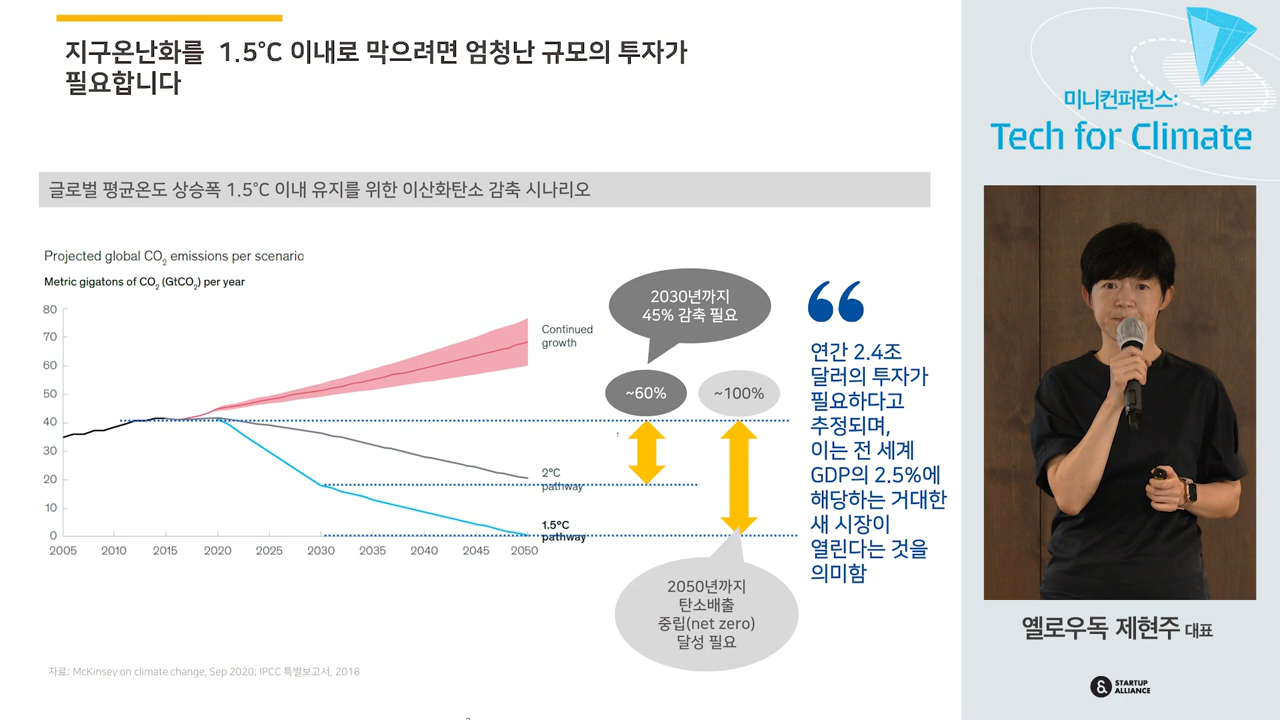 지구온난화를 1.5℃ 이내로 막으려면 엄청난 규모의 투자가
필요합니다
글로벌 평균온도 상승폭 1.5℃ 이내 유지를 위한 이산화탄소 감축 시나리오
Projected global CO₂ emissions per scenario
Metric gigatons of CO₂ (GtCO₂) per year
80
70
60
50
40
30
20
10
0
2005 2010 2015 2020 2025 2030 2035 2040 2045 2050
Continued
growth
2°C
pathway
1.5°C
pathway
2030년까지
45% 감축 필요
~60%
~100%
2050년까지
탄소배출
중립(net zero)
달성 필요
“
연간 2.4조
달러의 투자가
필요하다고
추정되며,
이는 전 세계
GDP의 2.5%에
해당하는 거대한
새 시장이
열린다는 것을
의미함
자료: McKinsey on climate change, Sep 2020; IPCC 특별보고서, 2018
미니컨퍼런스:
Tech for Climate
옐로우독 제현주 대표
STARTUP
ALLIANCE